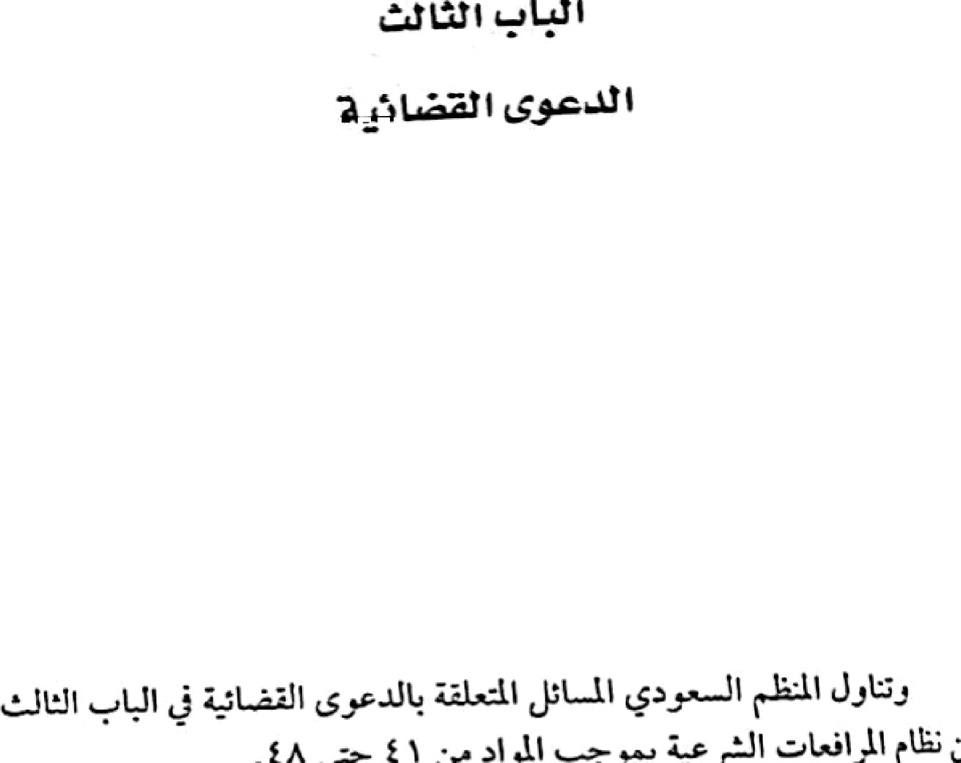 الباب الثالث
الدعوى القضائية
وتناول المنظم السعودي المسائل المتعلقة بالدعوى القضائية في الباب الثالث
نظام المرافعات الشرعية بموجب المواد من ٤١ حتى ٤٨.